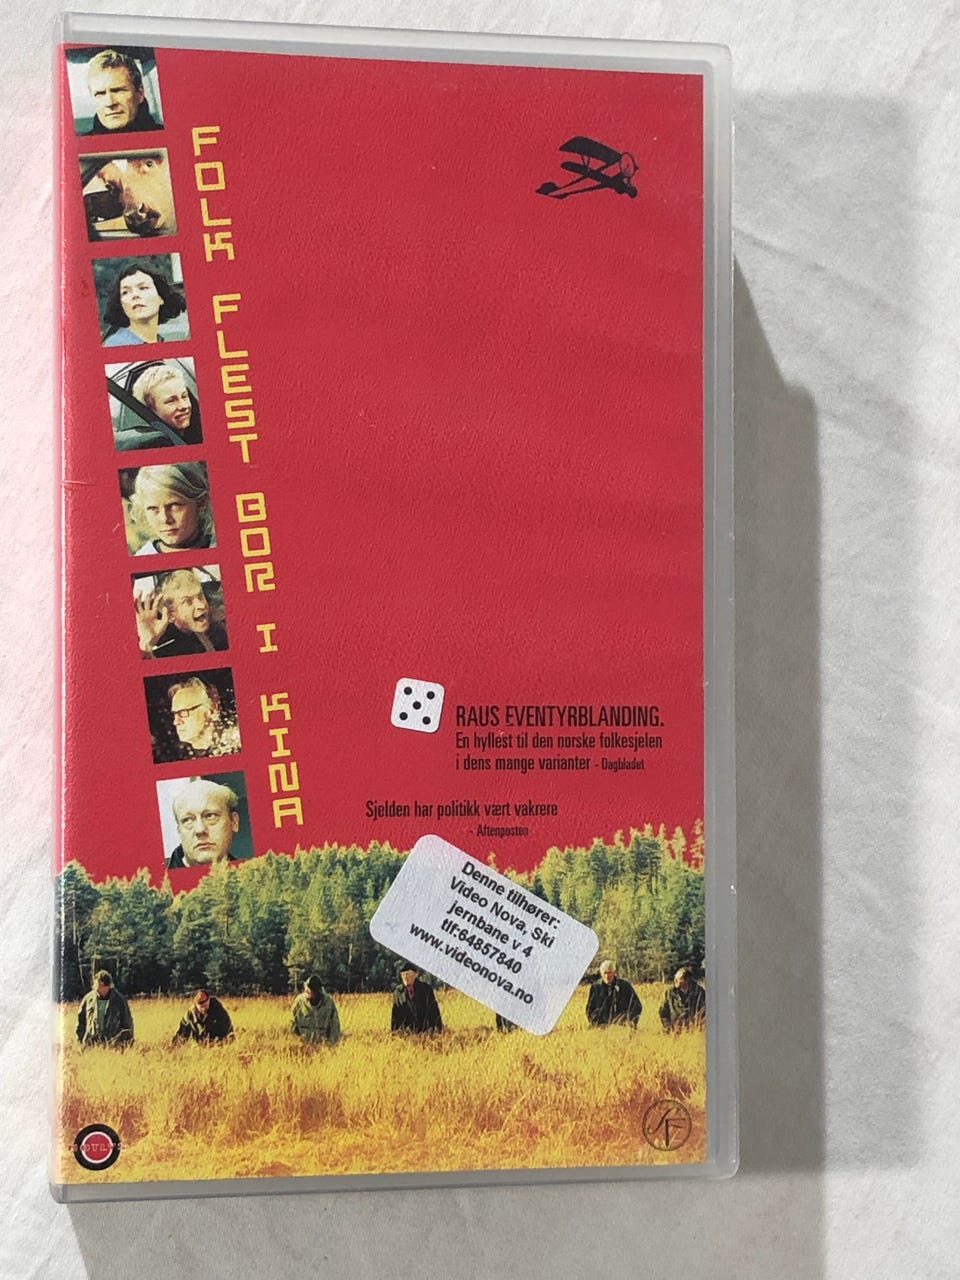 FOLK FLEST BOR I KINA
RAUS EVENTYRBLANDING.
En hyllest til den norske folkesjelen
i dens mange varianter - Dagbladet
Sjelden har politikk vært vakrere
- Aftenposten
Denne tilhører:
Video Nova, Ski
jernbane v 4
tlf:64857840
www.videonova.no
SF